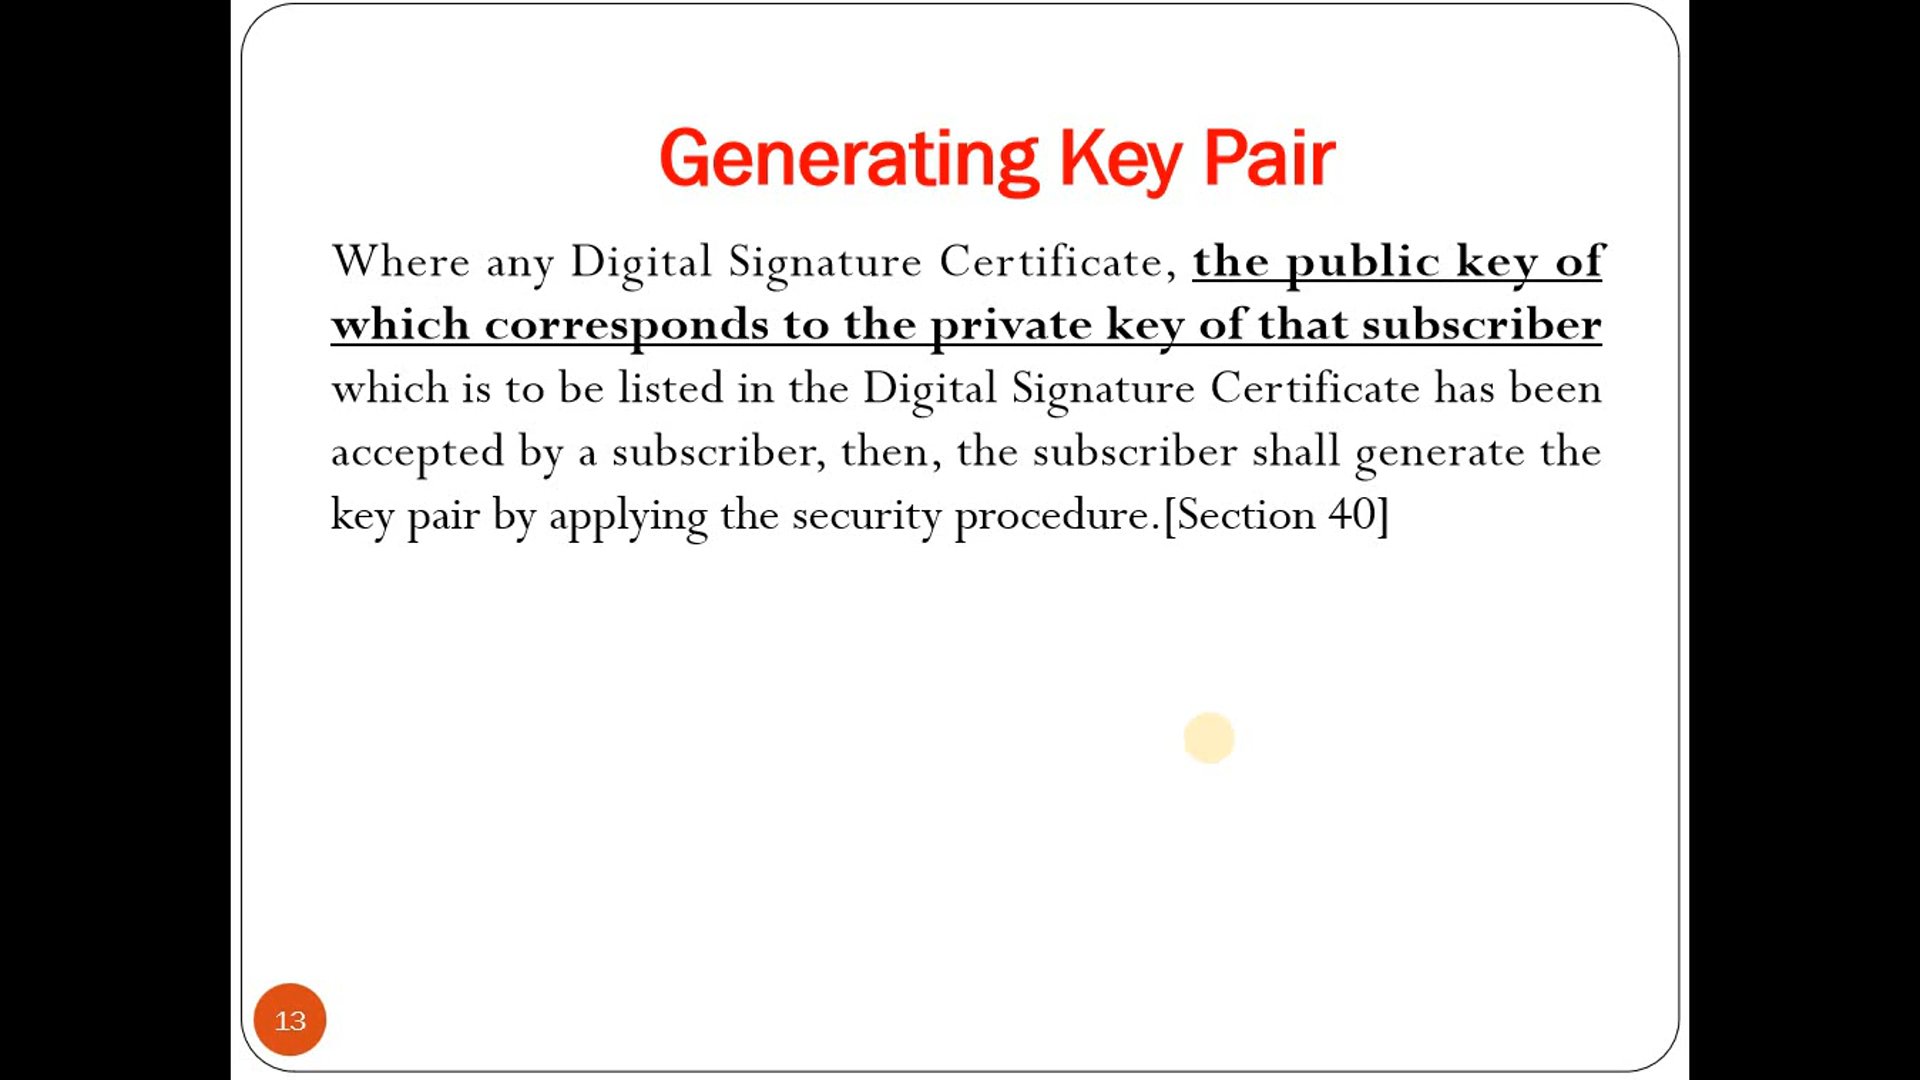 Generating Key Pair
Where any Digital Signature Certificate, the public key of
which corresponds to the private key of that subscriber
which is to be listed in the Digital Signature Certificate has been
accepted by a subscriber, then, the subscriber shall generate the
key pair by applying the security procedure.[Section 40]
13